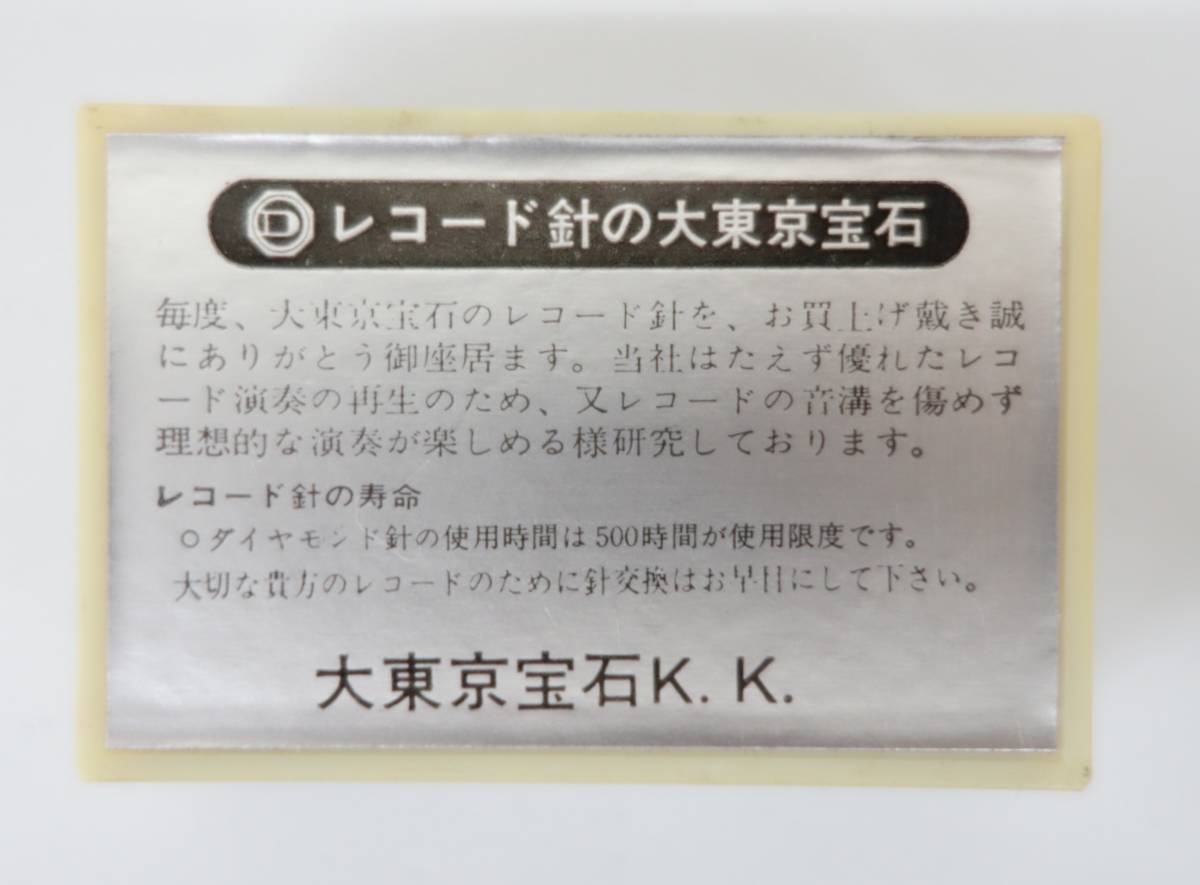 D レコード針の大東京宝石
毎度、大東京宝石のレコード針を、お買上げ戴き誠
にありがとう御座居ます。当社はたえず優れたレコ
ード演奏の再生のため、又レコードの音溝を傷めず
理想的な演奏が楽しめる様研究しております。
レコード針の寿命
○ダイヤモンド針の使用時間は500時間が使用限度です。
大切な貴方のレコードのために針交換はお早目にして下さい。
大東京宝石K. K.